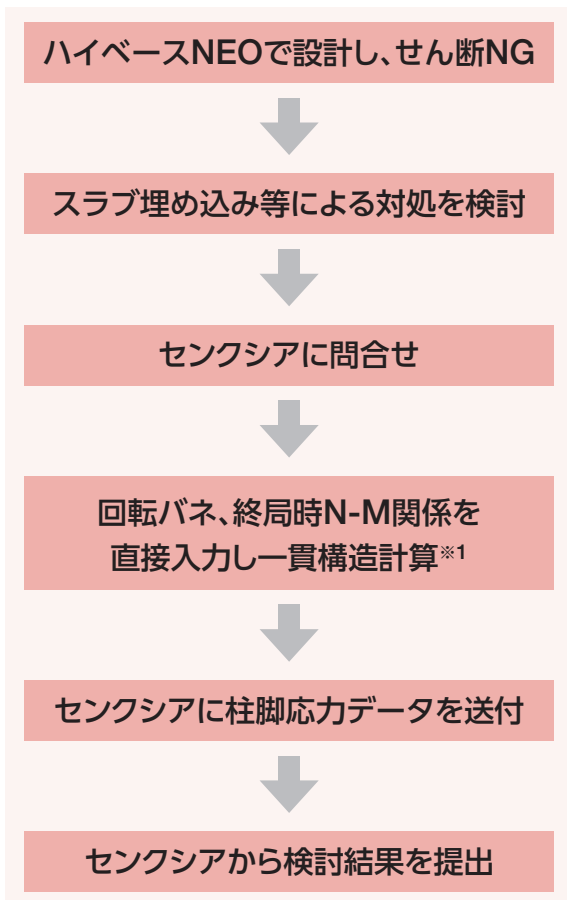 ハイベースNEOで設計し、せん断NG
スラブ埋め込み等による対処を検討
センクシアに問合せ
回転バネ、終局時N-M関係を
直接入力し一貫構造計算※1
センクシアに柱脚応力データを送付
センクシアから検討結果を提出